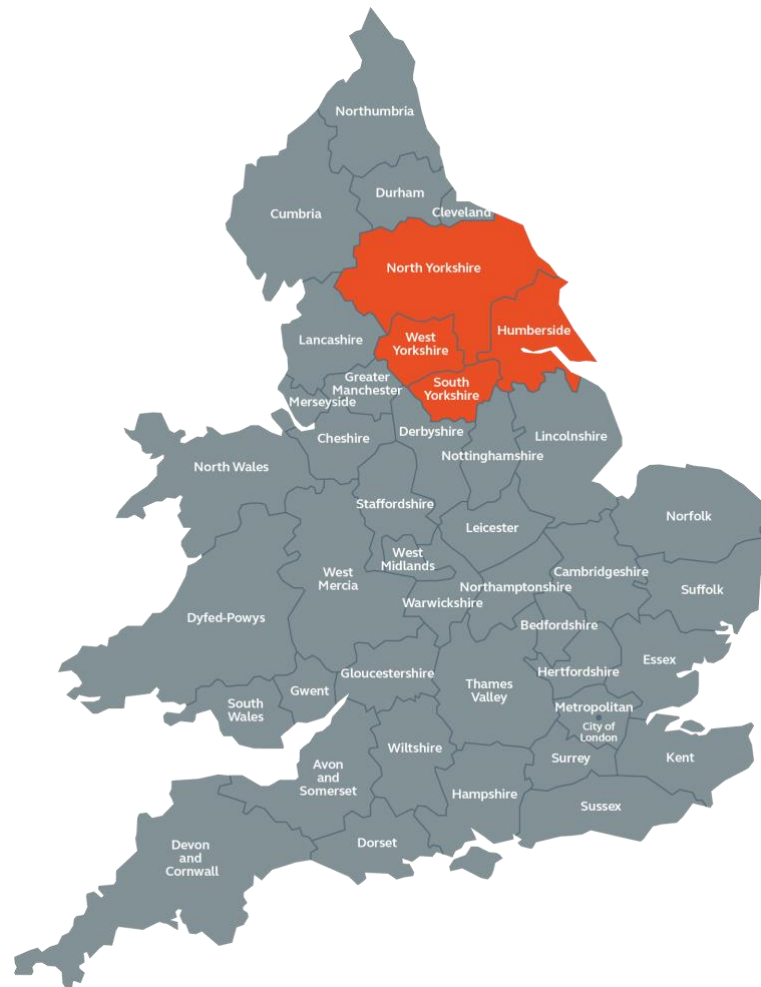 Northumbria
Durham
Cumbria
Cleveland
North Yorkshire
Lancashire
West
Yorkshire
Humberside
Greater
Manchester
South
Yorkshire
Merseyside
Cheshire
Derbyshire
Lincolnshire
Nottinghamshire
North Wales
Staffordshire
Leicester
Norfolk
West
Midlands
West
Mercia
Cambridgeshire
Northamptonshire
Suffolk
Warwickshire
Dyfed-Powys
Bedfordshire
Essex
Gloucestershire
Hertfordshire
Gwent
Thames
Valley
South
Wales
Metropolitan
City of
London
Wiltshire
Surrey
Kent
Avon
and
Somerset
Hampshire
Sussex
Dorset
Devon
and
Cornwall